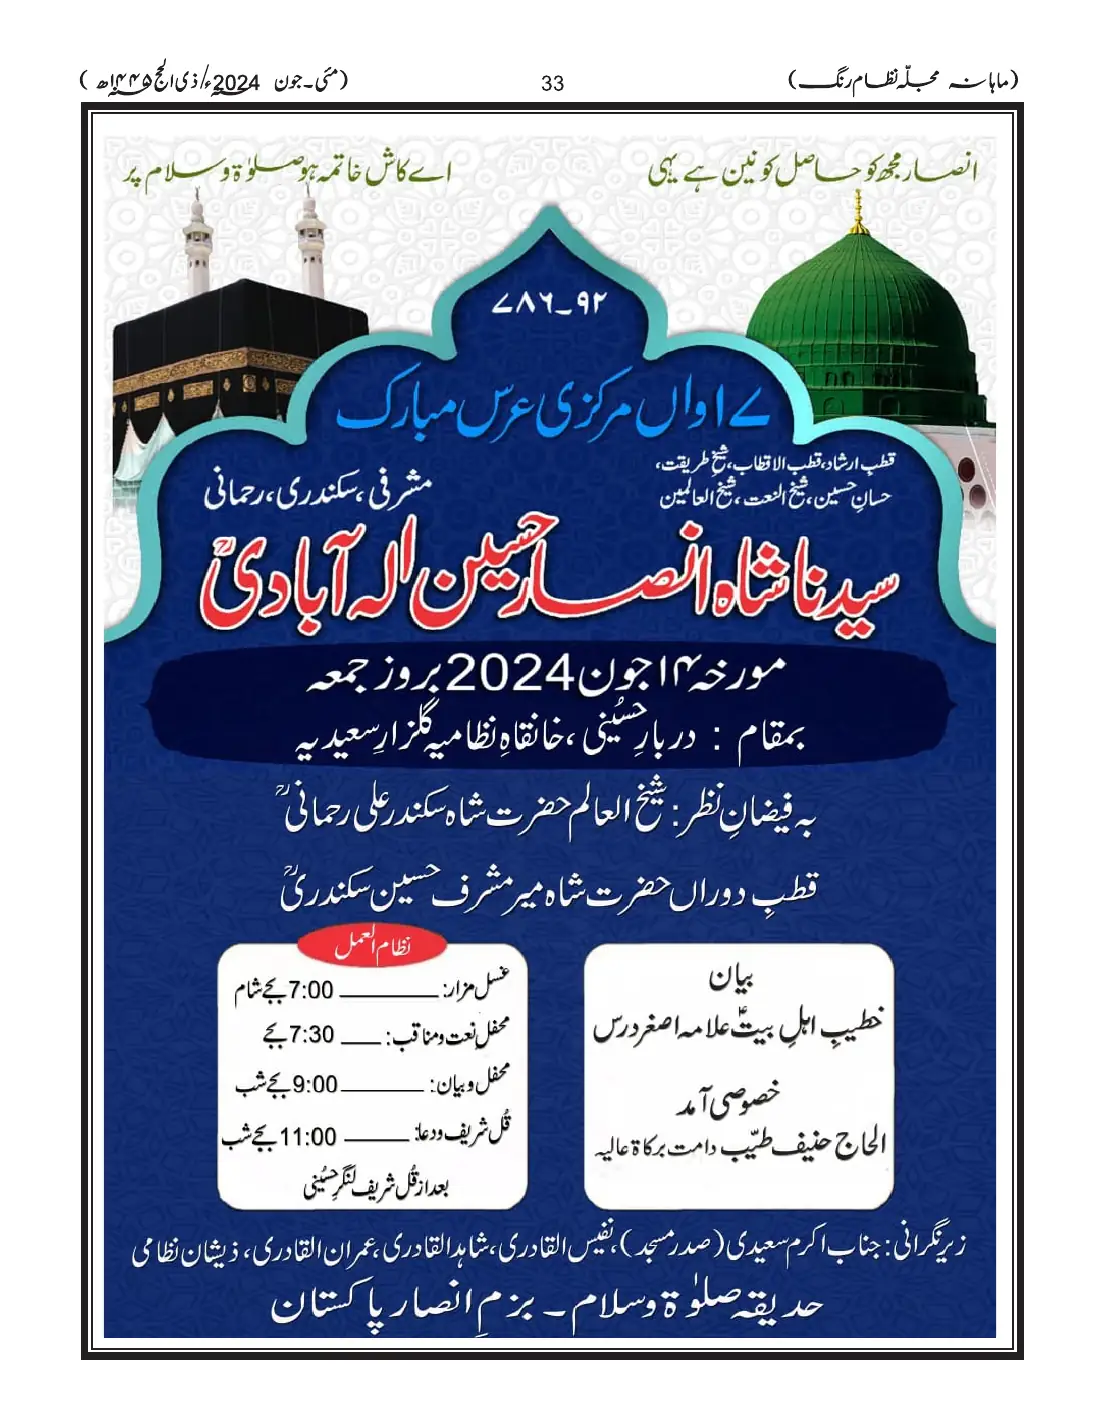 (ماہانہ مجلّہ نظام رنگ) 33 (مئی۔جون 2024ء/ذی الحج ۱۴۴۵ھ)
انصار مجھ کو حاصل کونین ہے یہی اے کاش خاتمہ ہو صلوٰۃ و سلام پر
۷۸۶_۹۲
۱۷واں مرکزی عرس مبارک
قطب ارشاد، قطب الاقطاب، شیخِ طریقت،
حسانِ حسین، شیخ النعت، شیخ العالمین
مشرفی، سکندری، رحمانی
سیدنا شاہ انصار حسین الہ آبادیؒ
مورخہ ۱۴ جون 2024 بروز جمعہ
بمقام : دربارِ حسینی، خانقاہِ نظامیہ گلزارِ سعیدیہ
بہ فیضانِ نظر: شیخ العالم حضرت شاہ سکندر علی رحمانیؒ
قطبِ دوراں حضرت شاہ میر مشرف حسین سکندریؒ
بیان
خطیبِ اہلِ بیتؑ علامہ اصغر درس
خصوصی آمد
الحاج حنیف طیّب دامت برکاۃ عالیہ
نظام العمل
غسل مزار: ــــــــ 7:00 بجے شام
محفلِ نعت و مناقب: ــــــ 7:30 بجے
محفل و بیان: ــــــــ 9:00 بجے شب
قُل شریف و دعا: ــــــــ 11:00 بجے شب
بعد از قُل شریف لنگرِ حسینی
زیرِ نگرانی: جناب اکرم سعیدی (صدر مسجد)، نفیس القادری، شاہد القادری، عمران القادری، ذیشان نظامی
حدیقہ صلوٰۃ و سلام ۔ بزمِ انصار پاکستان